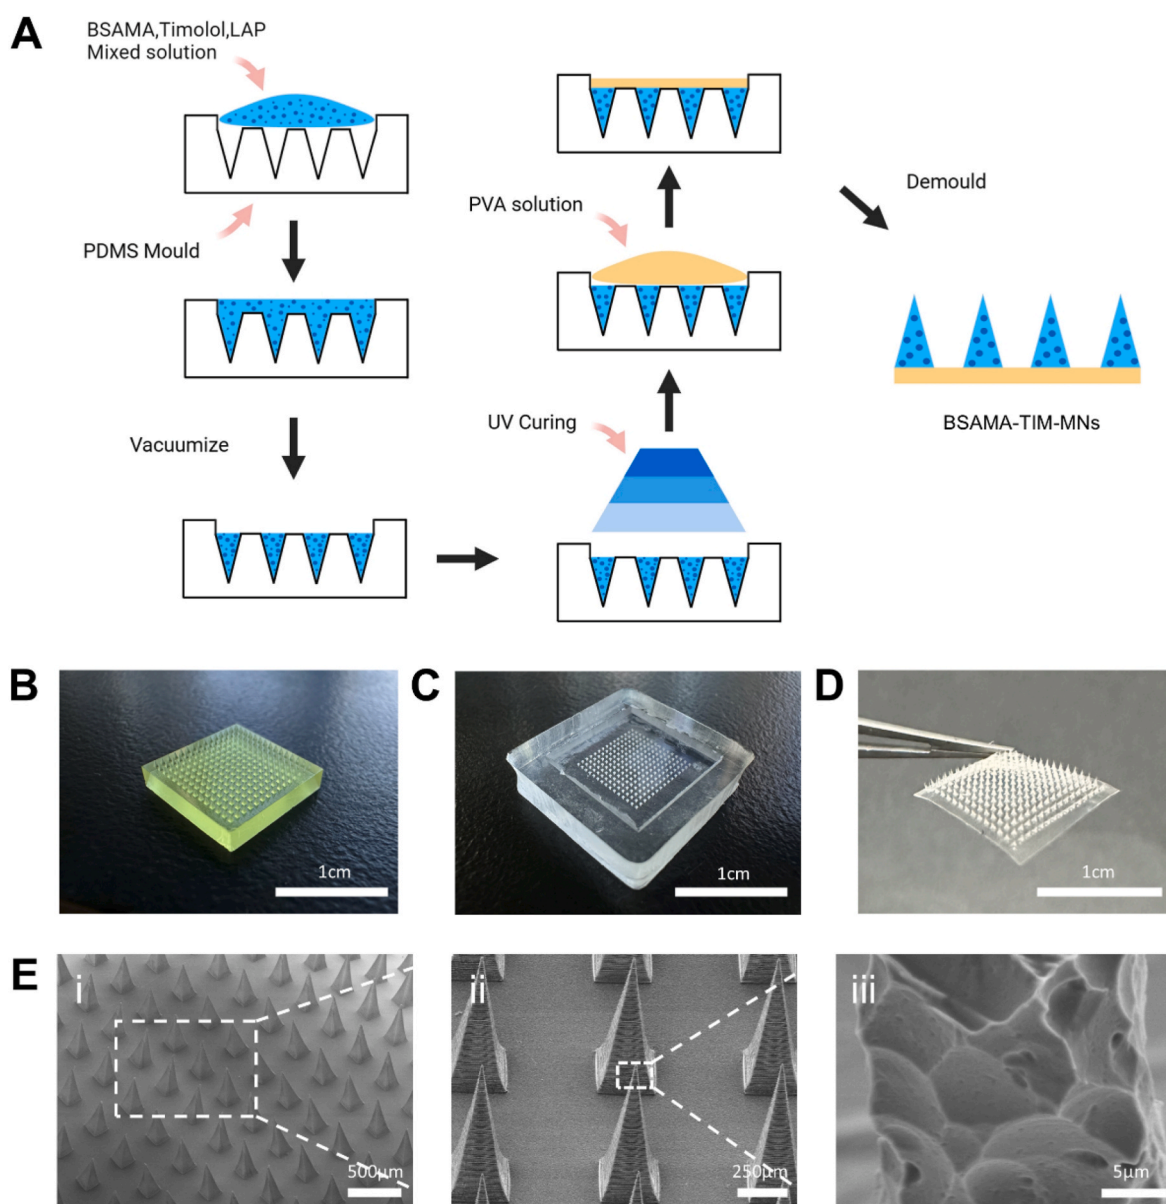 A
BSAMA,Timolol,LAP
Mixed solution
PDMS Mould
Vacuumize
UV Curing
PVA solution
Demould
BSAMA-TIM-MNs
B
1cm
C
1cm
D
1cm
E
i
500μm
ii
250μm
iii
5μm